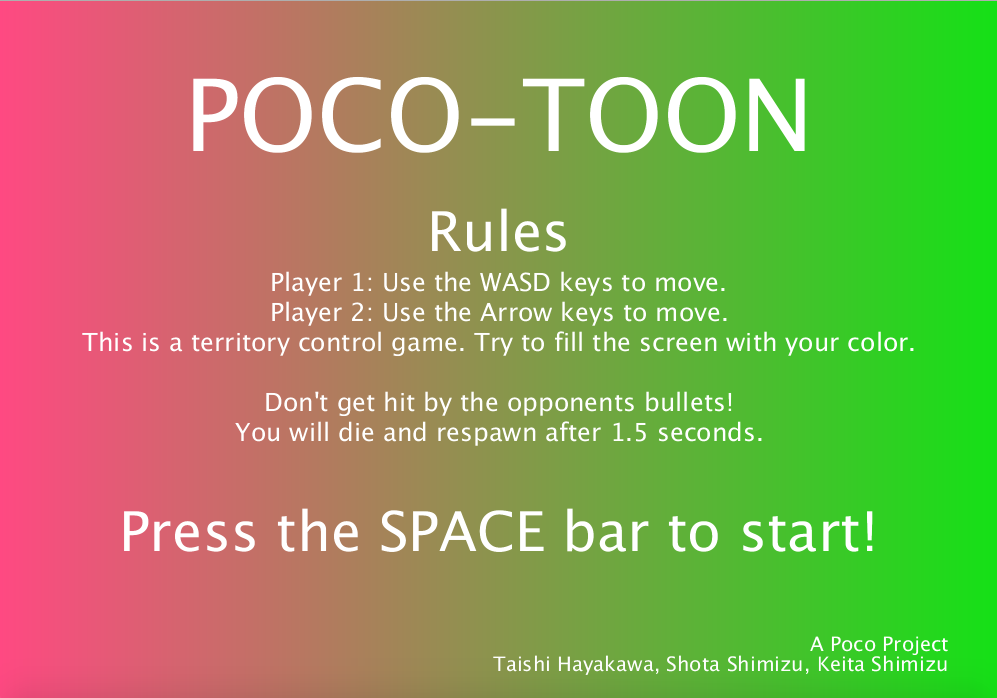 POCO-TOON
Rules
Player 1: Use the WASD keys to move.
Player 2: Use the Arrow keys to move.
This is a territory control game. Try to fill the screen with your color.
Don't get hit by the opponents bullets!
You will die and respawn after 1.5 seconds.
Press the SPACE bar to start!
A Poco Project
Taishi Hayakawa, Shota Shimizu, Keita Shimizu